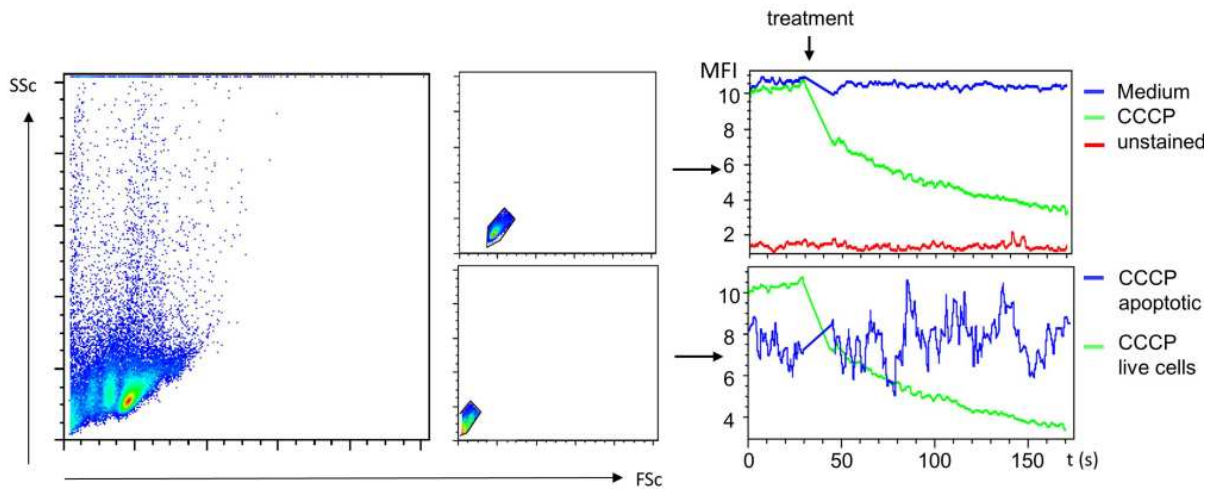 treatment
SSc
MFI
10
8
6
4
2
Medium
CCCP
unstained
10
8
6
4
CCCP
apoptotic
CCCP
live cells
0
50
100
150
t (s)
FSc